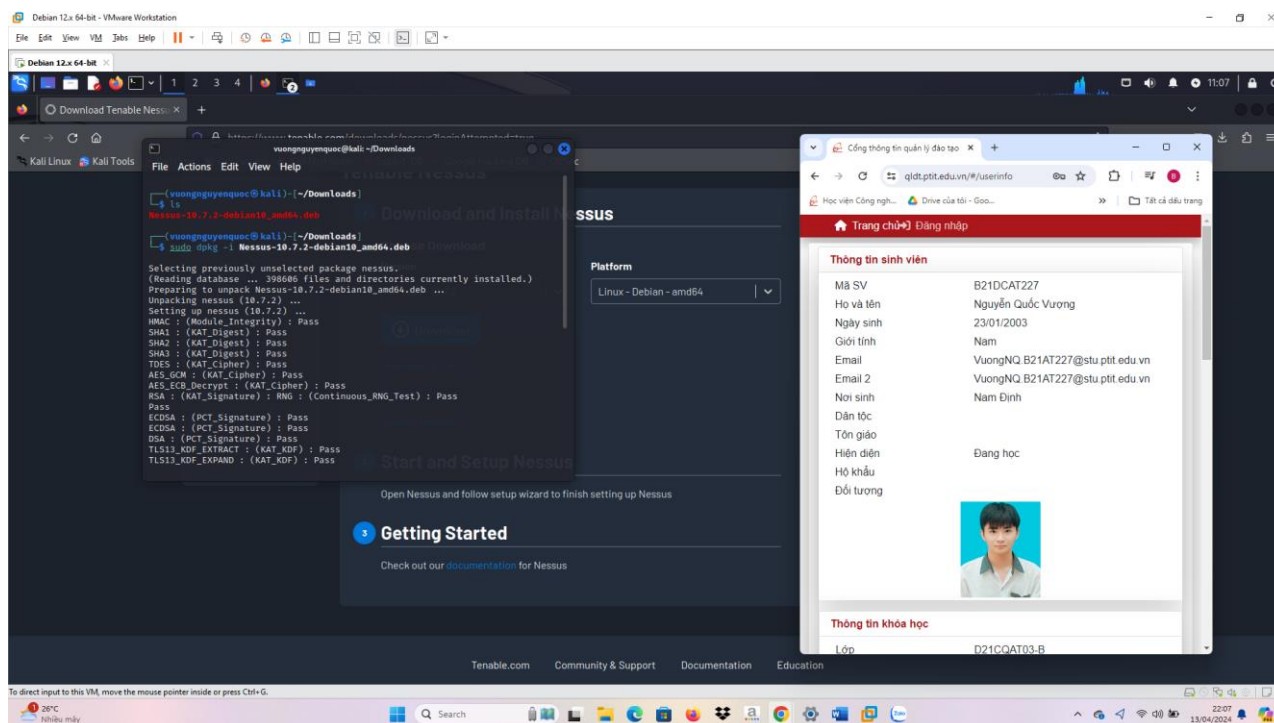 Debian 12.x 64-bit - VMware Workstation
File Edit View VM Tabs Help
Debian 12.x 64-bit
1 2 3 4
2
11:07
Download Tenable Ness
Kali Linux Kali Tools
vuongnguyenquoc@kali: ~/Downloads
File Actions Edit View Help
(vuongnguyenquoc㉿kali)-[~/Downloads]
$ ls
Nessus-10.7.2-debian10_amd64.deb
(vuongnguyenquoc㉿kali)-[~/Downloads]
$ sudo dpkg -i Nessus-10.7.2-debian10_amd64.deb
Selecting previously unselected package nessus.
(Reading database ... 398606 files and directories currently installed.)
Preparing to unpack Nessus-10.7.2-debian10_amd64.deb ...
Unpacking nessus (10.7.2) ...
Setting up nessus (10.7.2) ...
HMAC : (Module_Integrity) : Pass
SHA1 : (KAT_Digest) : Pass
SHA2 : (KAT_Digest) : Pass
SHA3 : (KAT_Digest) : Pass
TDES : (KAT_Cipher) : Pass
AES_GCM : (KAT_Cipher) : Pass
AES_ECB_Decrypt : (KAT_Cipher) : Pass
RSA : (KAT_Signature) : RNG : (Continuous_RNG_Test) : Pass
Pass
ECDSA : (PCT_Signature) : Pass
ECDSA : (PCT_Signature) : Pass
DSA : (PCT_Signature) : Pass
TLS13_KDF_EXTRACT : (KAT_KDF) : Pass
TLS13_KDF_EXPAND : (KAT_KDF) : Pass
Tenable Nessus
Download and Install Nessus
Platform
Linux - Debian - amd64
Download
Start and Setup Nessus
Open Nessus and follow setup wizard to finish setting up Nessus
3 Getting Started
Check out our documentation for Nessus
Tenable.com Community & Support Documentation Education
Cổng thông tin quản lý đào tạo
qldt.ptit.edu.vn/#/userinfo
Học viện Công ngh... Drive của tôi - Goo... Tất cả dấu trang
Trang chủ Đăng nhập
Thông tin sinh viên
Mã SV B21DCAT227
Họ và tên Nguyễn Quốc Vượng
Ngày sinh 23/01/2003
Giới tính Nam
Email VuongNQ.B21AT227@stu.ptit.edu.vn
Email 2 VuongNQ.B21AT227@stu.ptit.edu.vn
Nơi sinh Nam Định
Dân tộc
Tôn giáo
Hiện diện Đang học
Hộ khẩu
Đối tượng
Thông tin khóa học
Lớp D21CQAT03-B
To direct input to this VM, move the mouse pointer inside or press Ctrl+G.
1 26°C
Nhiều mây
Search
Zalo
22:07
13/04/2024